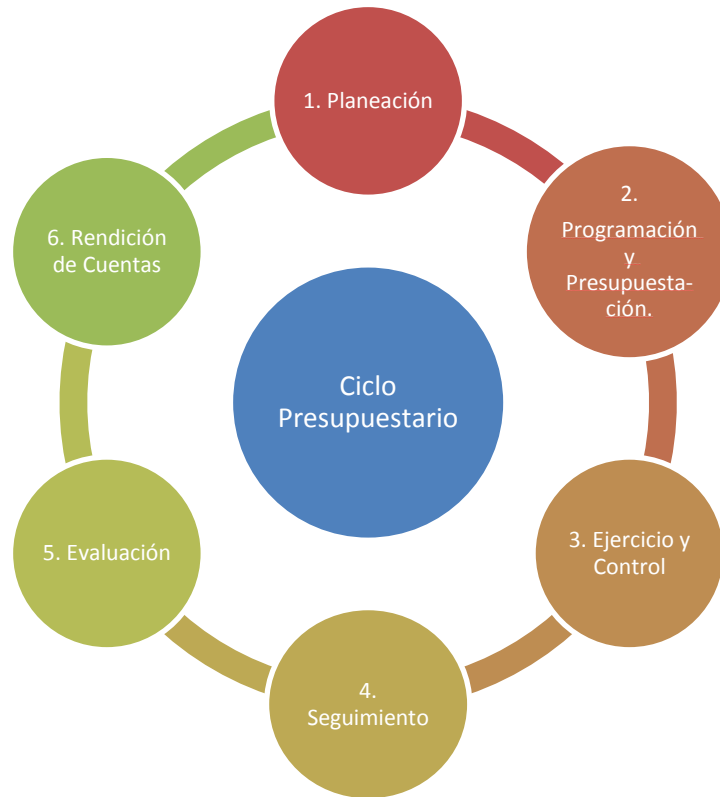 1. Planeación
2.
Programación
y
Presupuesta-
ción.
3. Ejercicio y
Control
4.
Seguimiento
5. Evaluación
6. Rendición
de Cuentas
Ciclo
Presupuestario